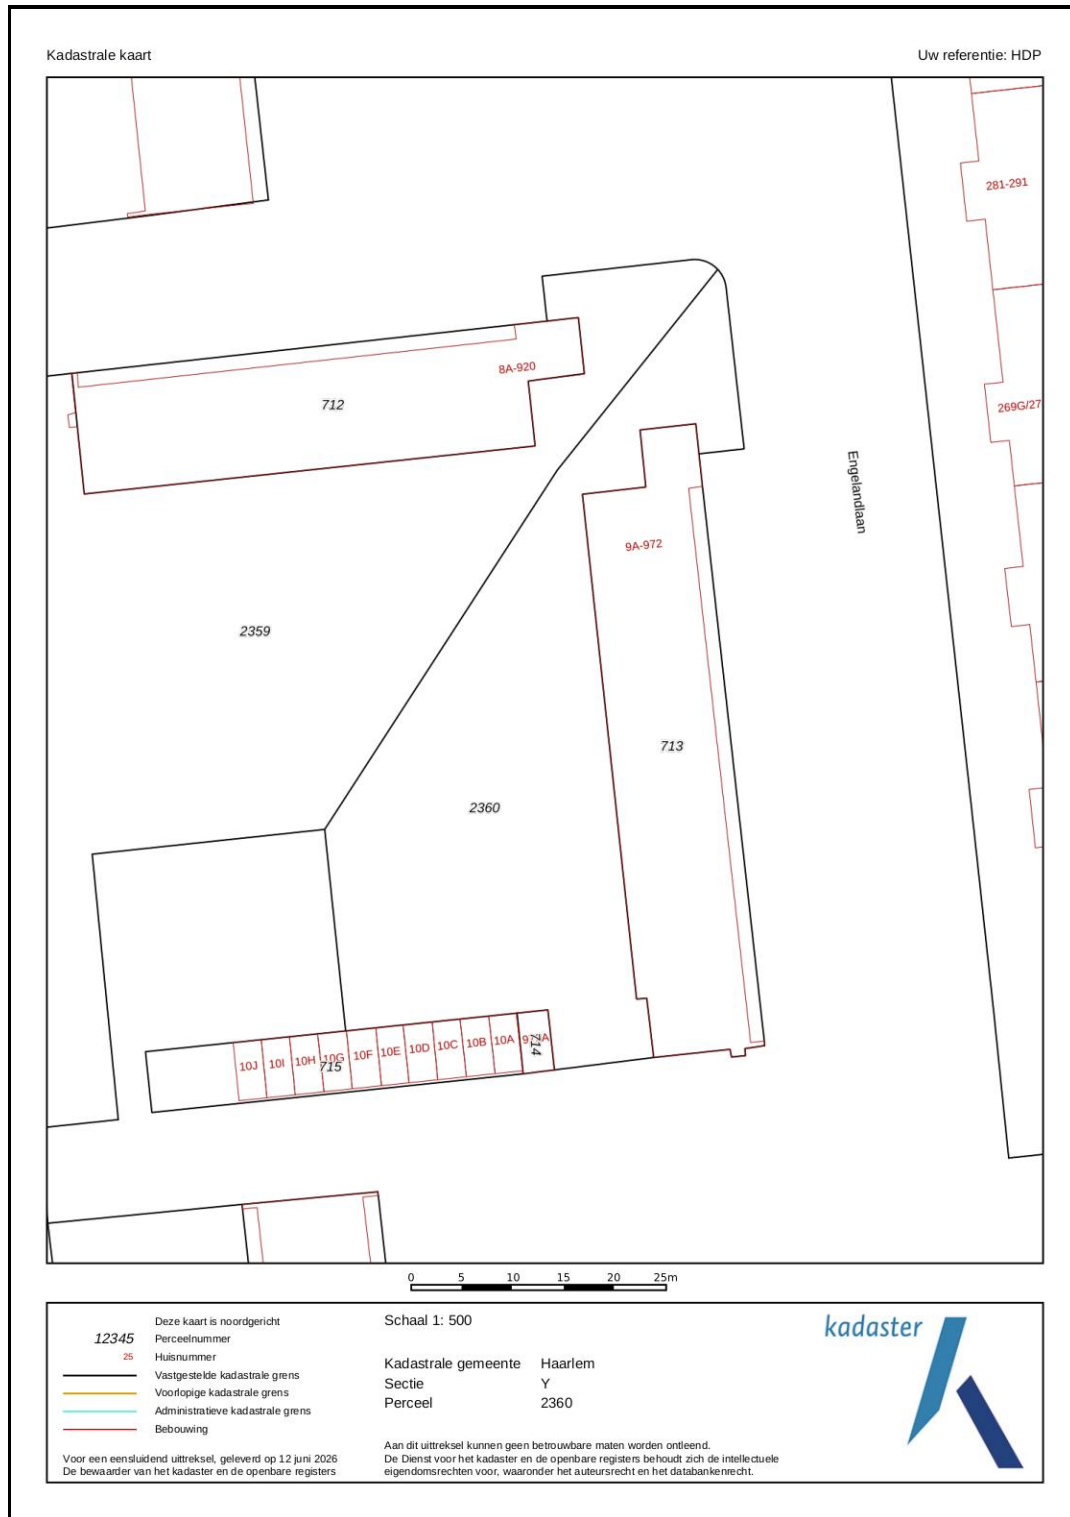 Kadastrale kaart
Uw referentie: HDP
281-291
8A-920
712
269G/27
Engelandlaan
9A-972
2359
713
2360
10J
10I
10H
10G
10F
10E
10D
10C
10B
10A
714
715
0 5 10 15 20 25m
Deze kaart is noordgericht
12345 Perceelnummer
25 Huisnummer
Vastgestelde kadastrale grens
Voorlopige kadastrale grens
Administratieve kadastrale grens
Bebouwing
Voor een eensluidend uittreksel, geleverd op 12 juni 2026
De bewaarder van het kadaster en de openbare registers
Schaal 1: 500
Kadastrale gemeente Haarlem
Sectie Y
Perceel 2360
Aan dit uittreksel kunnen geen betrouwbare maten worden ontleend.
De Dienst voor het kadaster en de openbare registers behoudt zich de intellectuele
eigendomsrechten voor, waaronder het auteursrecht en het databankenrecht.
kadaster